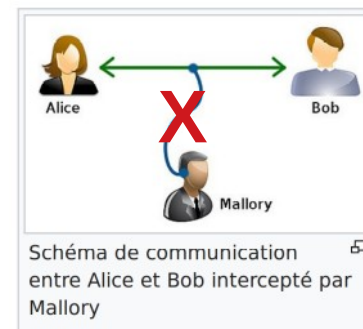 Alice
Bob
X
Mallory
Schéma de communication
entre Alice et Bob intercepté par
Mallory